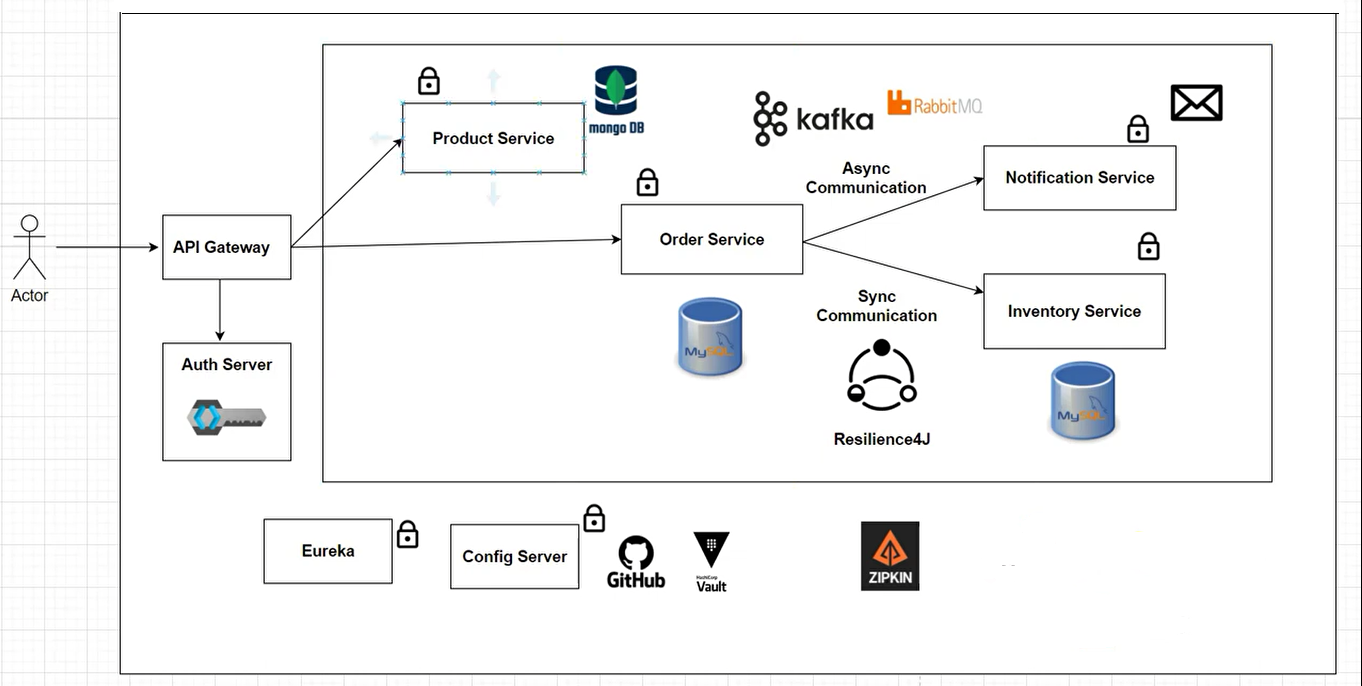 mongo DB
kafka
RabbitMQ
Product Service
Async
Communication
Notification Service
Actor
API Gateway
Order Service
Sync
Communication
Inventory Service
Auth Server
MySQL
Resilience4J
MySQL
Eureka
Config Server
GitHub
HashiCorp
Vault
ZIPKIN